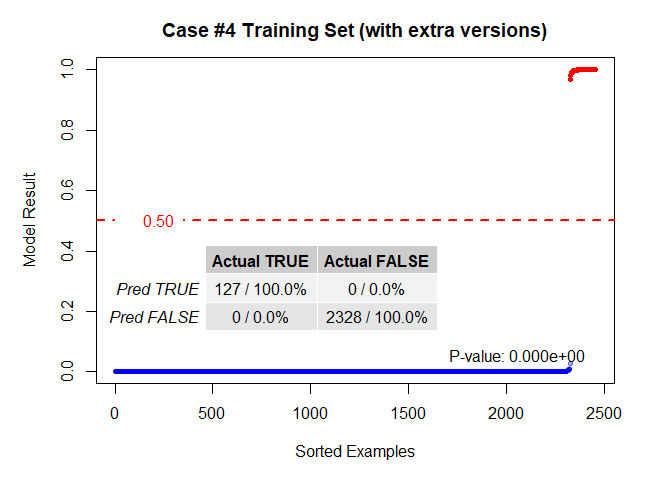 Case #4 Training Set (with extra versions)
Model Result
1.0
0.8
0.6
0.50
0.4
Actual TRUE Actual FALSE
Pred TRUE 127 / 100.0% 0 / 0.0%
Pred FALSE 0 / 0.0% 2328 / 100.0%
0.2
P-value: 0.000e+00
0.0
0 500 1000 1500 2000 2500
Sorted Examples